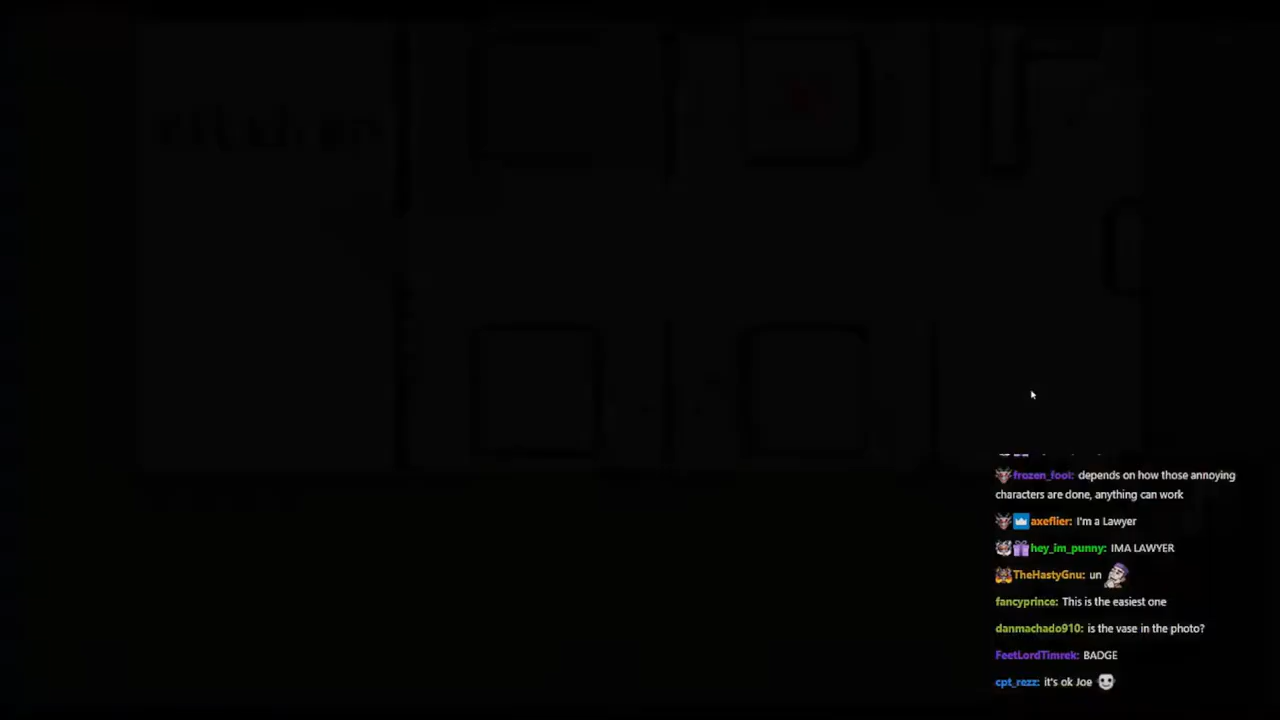 frozen_foot: depends on how those annoying
characters are done, anything can work
axeflier: I'm a Lawyer
hey_im_punny: IMA LAWYER
TheHastyGnu: un
fancyprince: This is the easiest one
danmachado910: is the vase in the photo?
FeetLordTimrek: BADGE
cpt_rezz: it's ok Joe